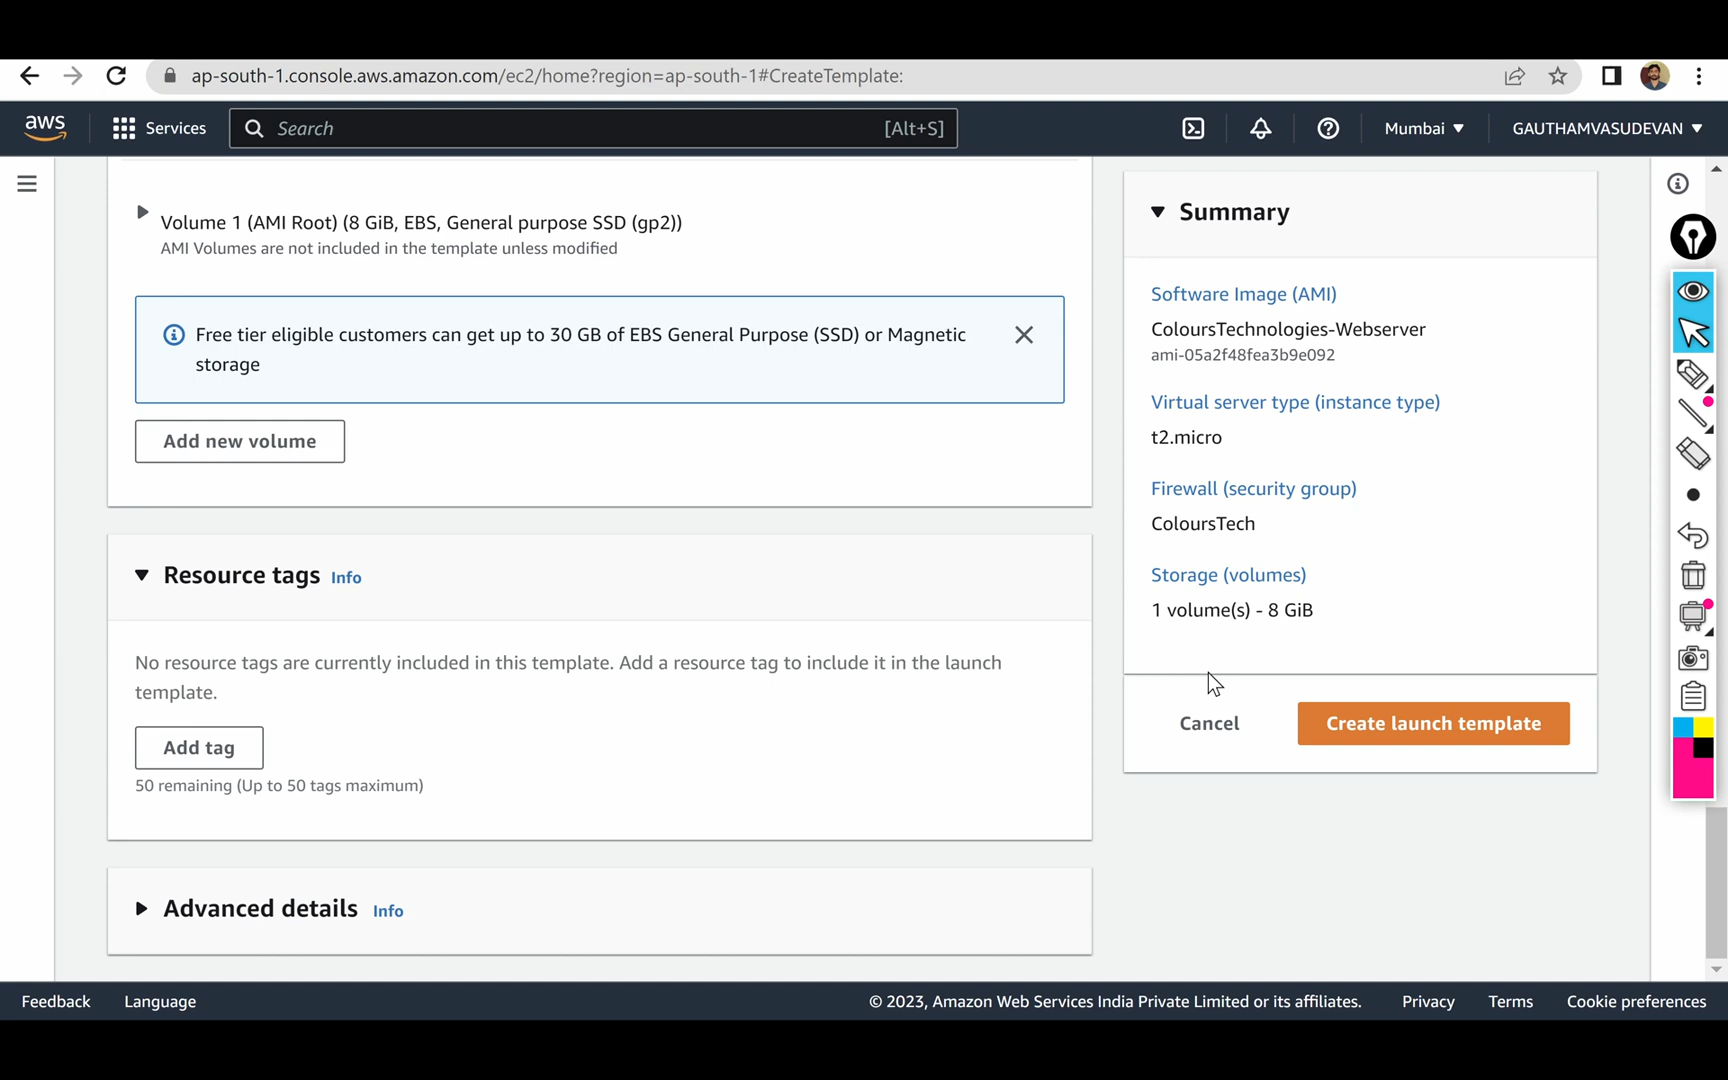 ap-south-1.console.aws.amazon.com/ec2/home?region=ap-south-1#CreateTemplate:
aws
Services
Search
[Alt+S]
Mumbai
GAUTHAMVASUDEVAN
Volume 1 (AMI Root) (8 GiB, EBS, General purpose SSD (gp2))
AMI Volumes are not included in the template unless modified
Free tier eligible customers can get up to 30 GB of EBS General Purpose (SSD) or Magnetic
storage
Add new volume
Resource tags Info
No resource tags are currently included in this template. Add a resource tag to include it in the launch
template.
Add tag
50 remaining (Up to 50 tags maximum)
Advanced details Info
Summary
Software Image (AMI)
ColoursTechnologies-Webserver
ami-05a2f48fea3b9e092
Virtual server type (instance type)
t2.micro
Firewall (security group)
ColoursTech
Storage (volumes)
1 volume(s) - 8 GiB
Cancel
Create launch template
Feedback
Language
© 2023, Amazon Web Services India Private Limited or its affiliates.
Privacy
Terms
Cookie preferences